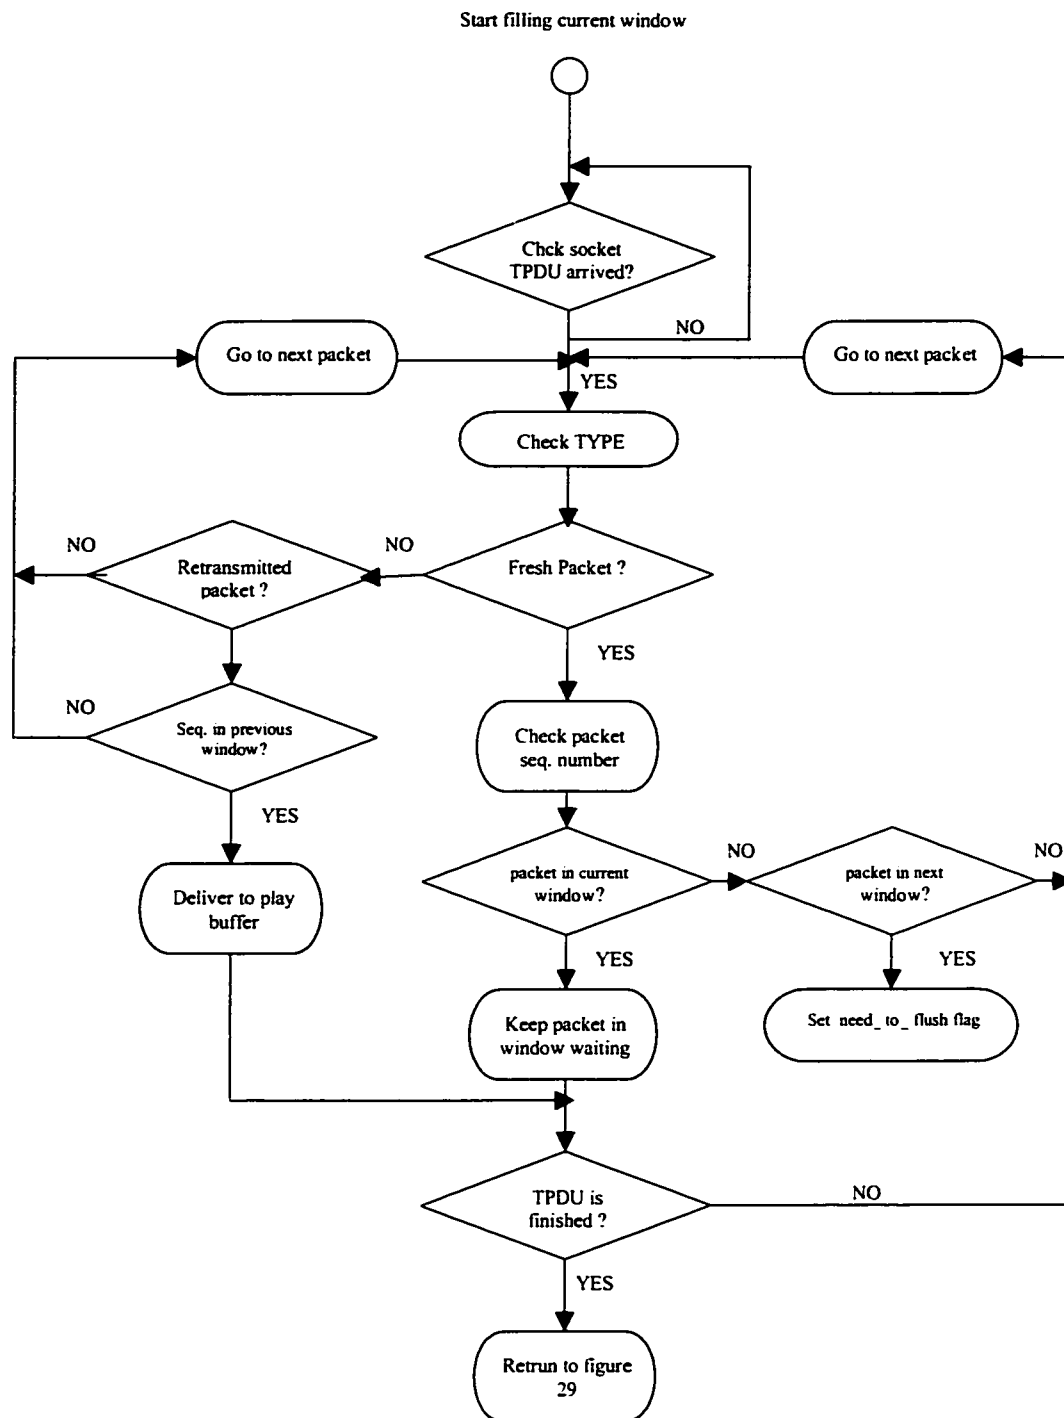 Start filling current window
Chck socket
TPDU arrived?
NO
Go to next packet
Go to next packet
YES
Check TYPE
NO
Retransmitted
packet ?
NO
Fresh Packet ?
YES
NO
Seq. in previous
window?
Check packet
seq. number
YES
NO
NO
packet in current
window?
packet in next
window?
Deliver to play
buffer
YES
YES
Keep packet in
window waiting
Set need_ to_ flush flag
TPDU is
finished ?
NO
YES
Retrun to figure
29